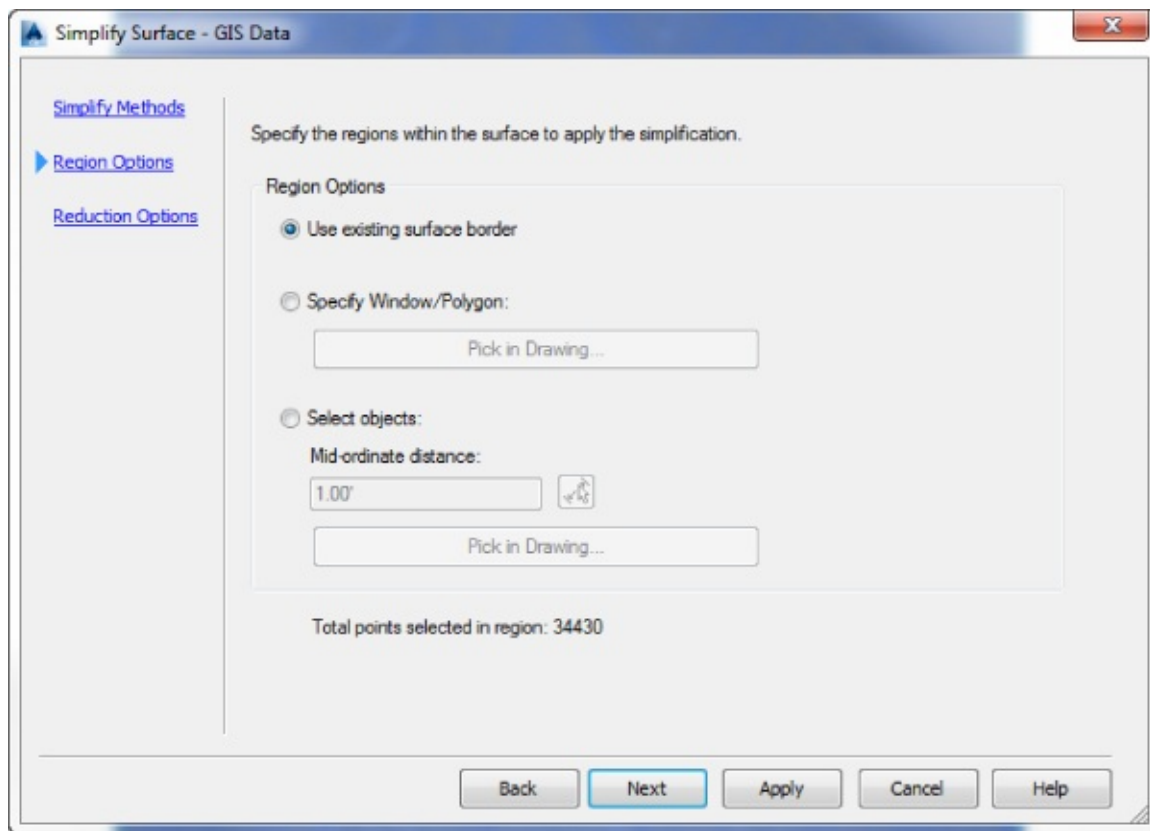 Simplify Surface - GIS Data
Simplify Methods
Region Options
Reduction Options
Specify the regions within the surface to apply the simplification.
Region Options
Use existing surface border
Specify Window/Polygon:
Pick in Drawing...
Select objects:
Mid-ordinate distance:
1.00'
Pick in Drawing...
Total points selected in region: 34430
Back Next Apply Cancel Help